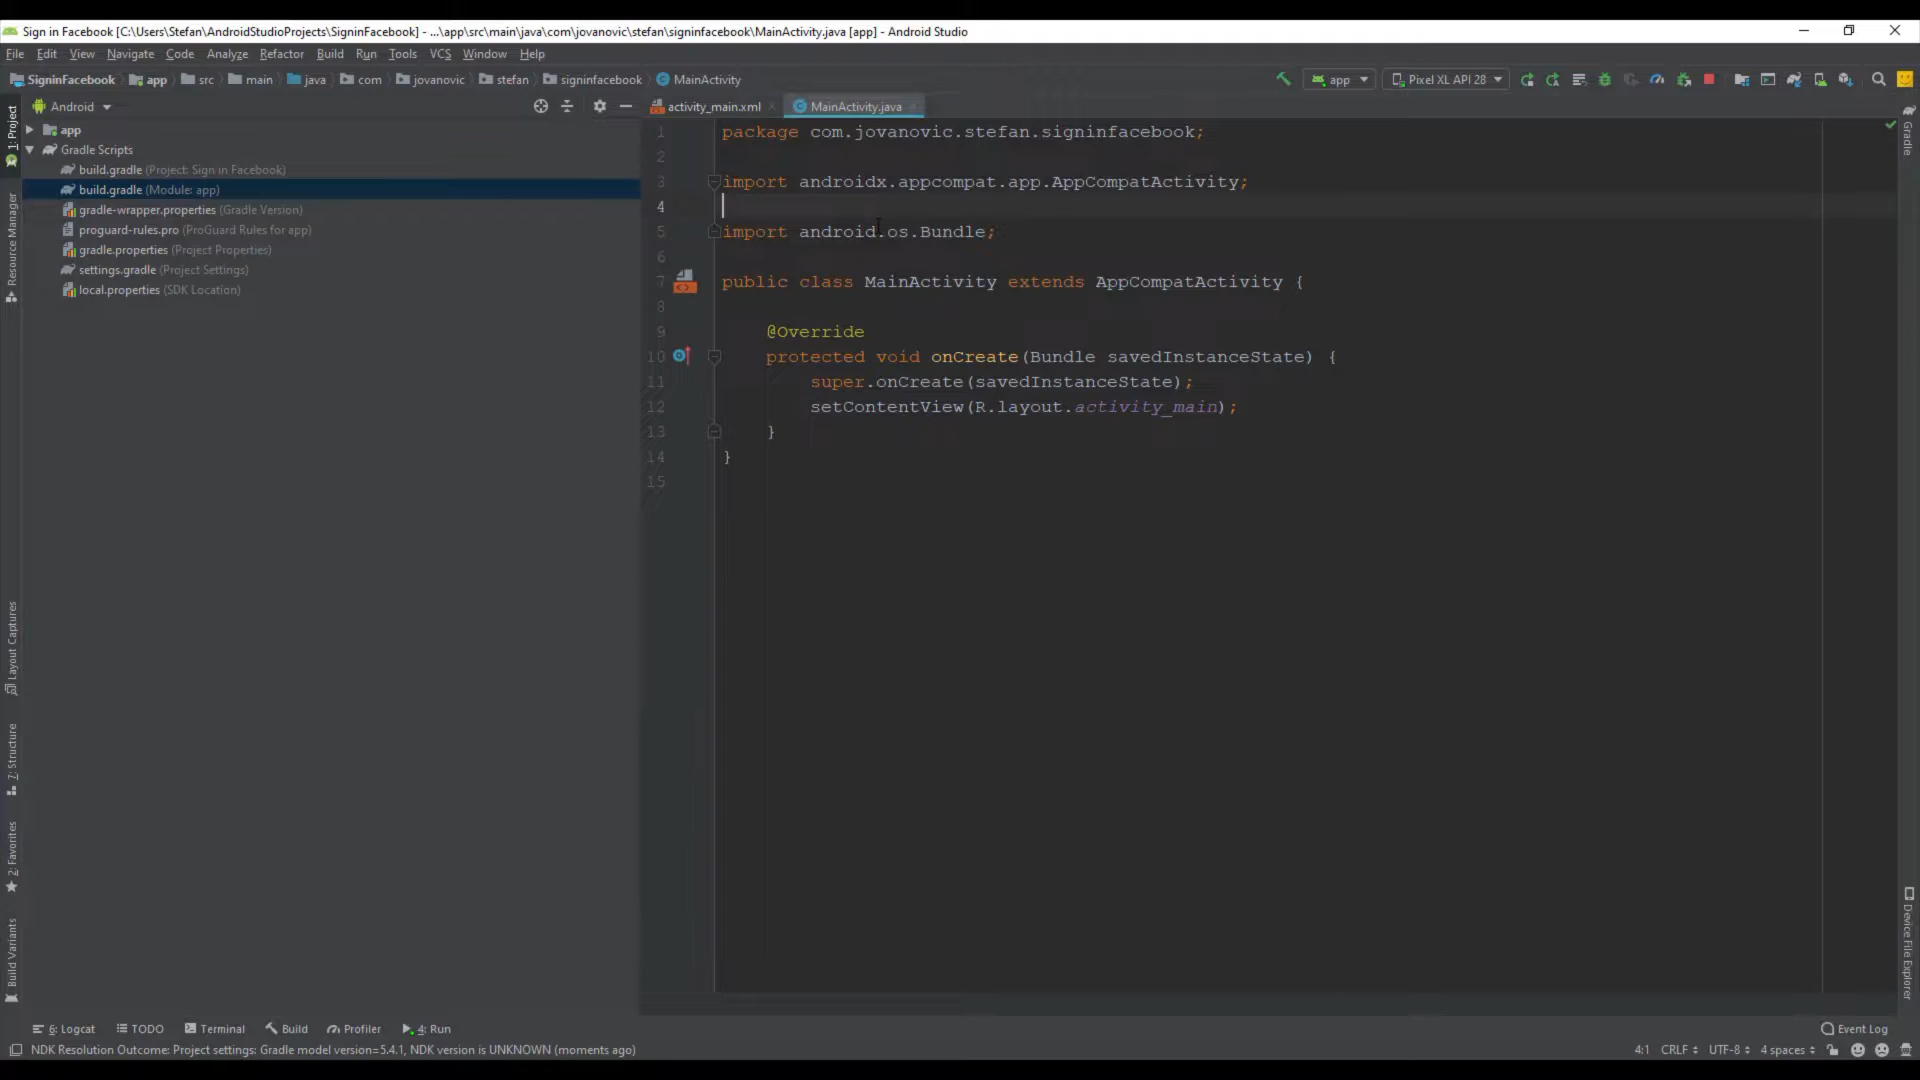 Sign in Facebook [C:\Users\Stefan\AndroidStudioProjects\SigninFacebook] - ...\app\src\main\java\com\jovanovic\stefan\signinfacebook\MainActivity.java [app] - Android Studio
File Edit View Navigate Code Analyze Refactor Build Run Tools VCS Window Help
SigninFacebook app src main java com jovanovic stefan signinfacebook MainActivity app Pixel XL API 28
Android activity_main.xml MainActivity.java
1: Project
Resource Manager
Layout Captures
7: Structure
2: Favorites
Build Variants
app
Gradle Scripts
build.gradle (Project: Sign in Facebook)
build.gradle (Module: app)
gradle-wrapper.properties (Gradle Version)
proguard-rules.pro (ProGuard Rules for app)
gradle.properties (Project Properties)
settings.gradle (Project Settings)
local.properties (SDK Location)
1 package com.jovanovic.stefan.signinfacebook;
2
3 import androidx.appcompat.app.AppCompatActivity;
4
5 import android.os.Bundle;
6
7 public class MainActivity extends AppCompatActivity {
8
9 @Override
10 protected void onCreate(Bundle savedInstanceState) {
11 super.onCreate(savedInstanceState);
12 setContentView(R.layout.activity_main);
13 }
14 }
15
Gradle
Device File Explorer
6: Logcat TODO Terminal Build Profiler 4: Run Event Log
NDK Resolution Outcome: Project settings: Gradle model version=5.4.1, NDK version is UNKNOWN (moments ago) 4:1 CRLF UTF-8 4 spaces